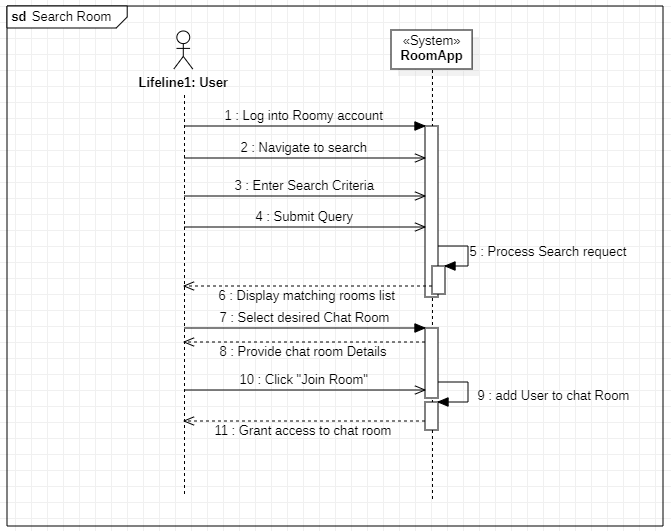 sd Search Room
«System»
RoomApp
Lifeline1: User
1 : Log into Roomy account
2 : Navigate to search
3 : Enter Search Criteria
4 : Submit Query
5 : Process Search request
6 : Display matching rooms list
7 : Select desired Chat Room
8 : Provide chat room Details
10 : Click "Join Room"
9 : add User to chat Room
11 : Grant access to chat room